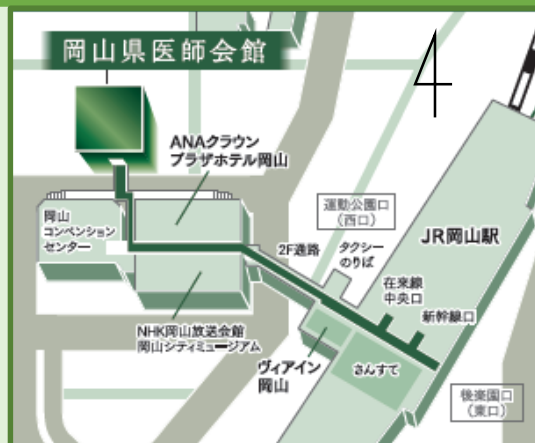 岡山県医師会館
ANAクラウン
プラザホテル岡山
岡山
コンベンション
センター
運動公園口
(西口)
2F通路
タクシー
のりば
JR岡山駅
在来線
中央口
新幹線口
NHK岡山放送会館
岡山シティミュージアム
ヴィアイン
岡山
さんすて
後楽園口
(東口)